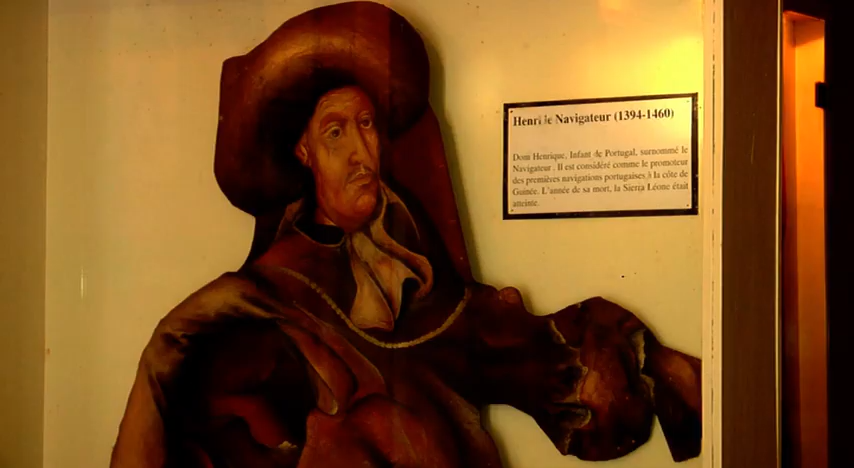 Henri le Navigateur (1394-1460)
Dom Henrique, Infant de Portugal, surnommé le
Navigateur . Il est considéré comme le promoteur
des premières navigations portugaises à la côte de
Guinée. L'année de sa mort, la Sierra Léone était
atteinte.